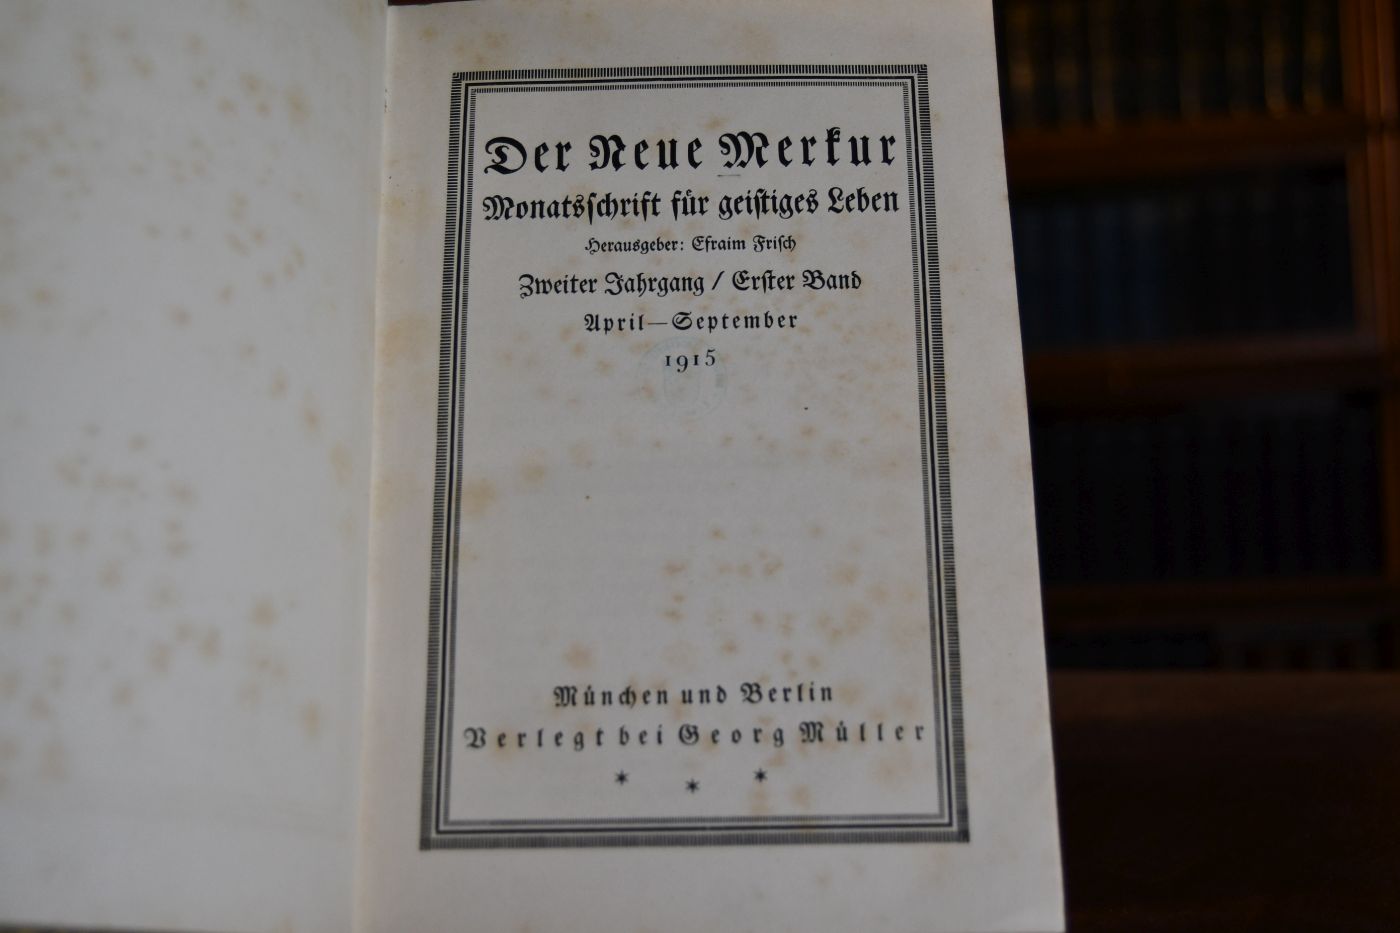 Der Neue Merkur
Monatsschrift für geistiges Leben
Herausgeber: Efraim Frisch
Zweiter Jahrgang / Erster Band
April—September
1915
München und Berlin
Verlegt bei Georg Müller